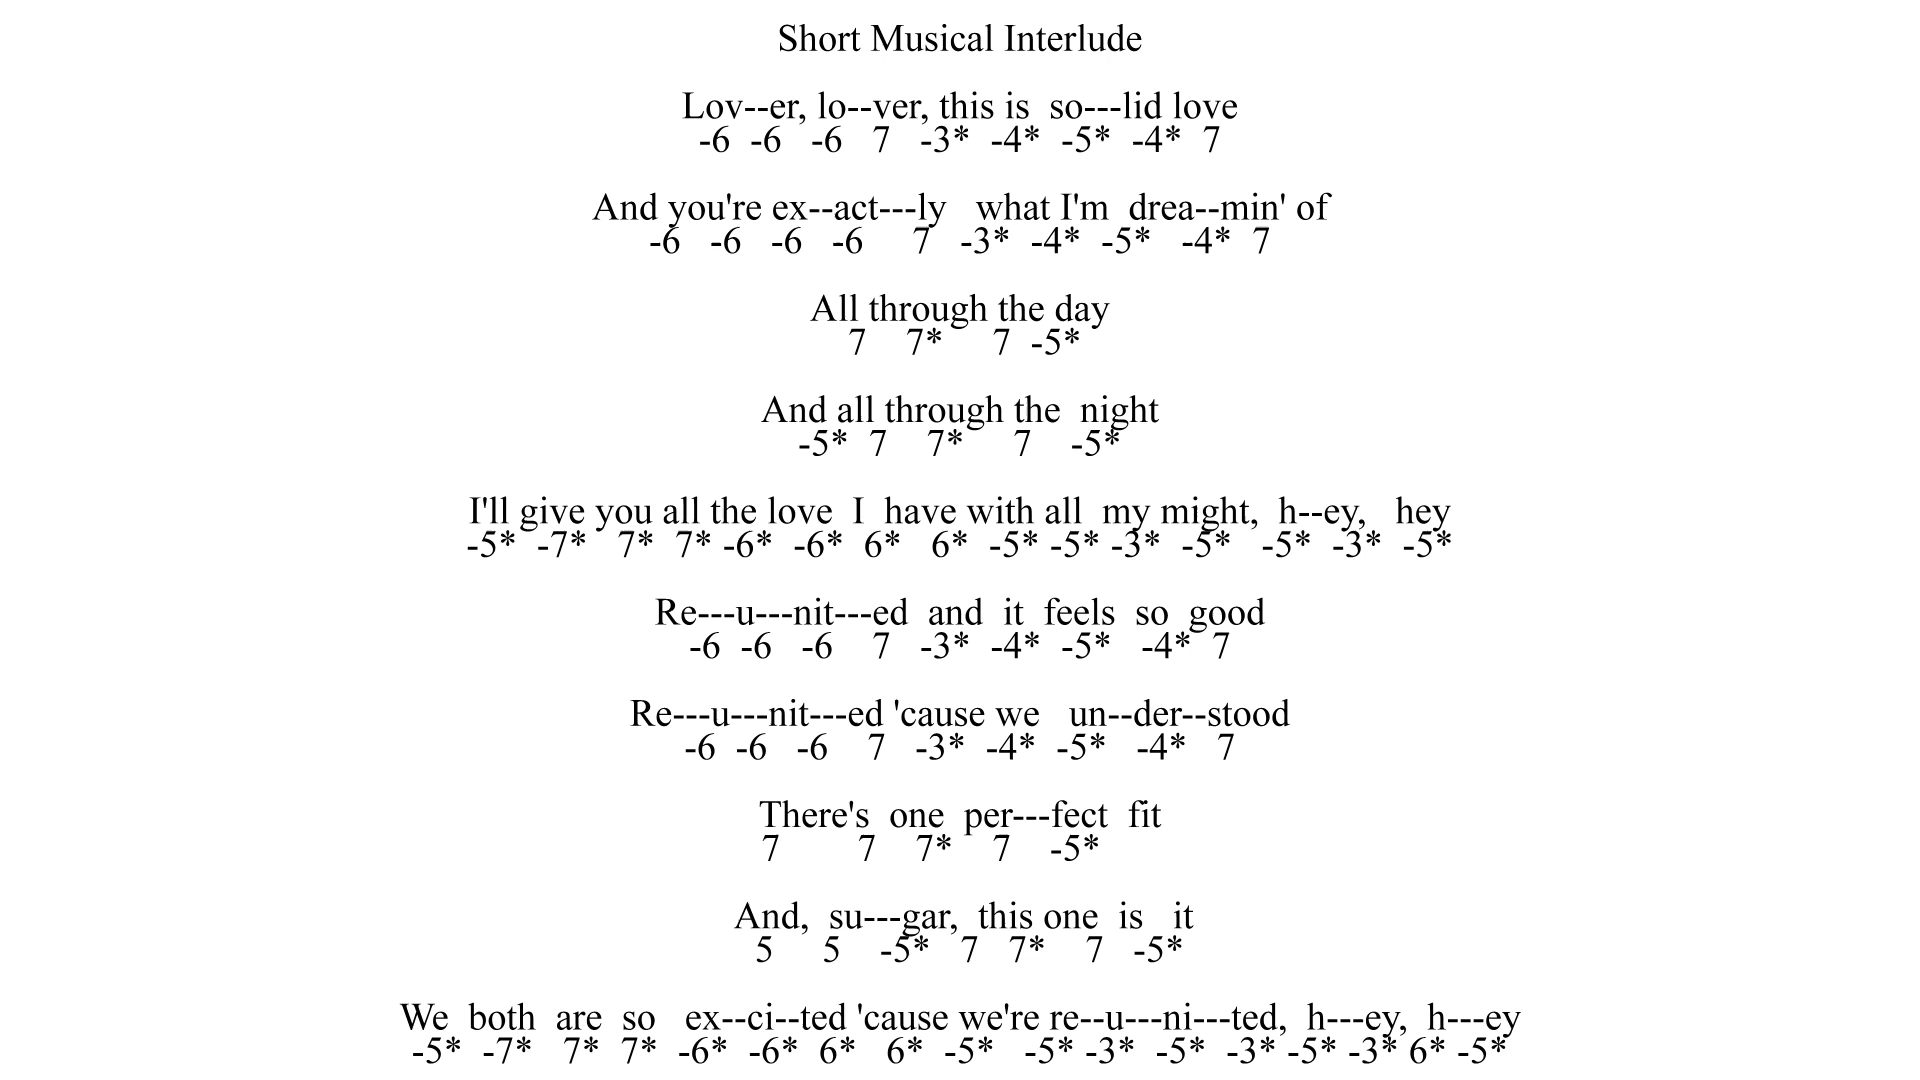 Short Musical Interlude
Lov--er, lo--ver, this is so---lid love
-6 -6 -6 7 -3* -4* -5* -4* 7
And you're ex--act---ly what I'm drea--min' of
-6 -6 -6 -6 7 -3* -4* -5* -4* 7
All through the day
7 7* 7 -5*
And all through the night
-5* 7 7* 7 -5*
I'll give you all the love I have with all my might, h--ey, hey
-5* -7* 7* 7* -6* -6* 6* 6* -5* -5* -3* -5* -5* -3* -5*
Re---u---nit---ed and it feels so good
-6 -6 -6 7 -3* -4* -5* -4* 7
Re---u---nit---ed 'cause we un--der--stood
-6 -6 -6 7 -3* -4* -5* -4* 7
There's one per---fect fit
7 7 7* 7 -5*
And, su---gar, this one is it
5 5 -5* 7 7* 7 -5*
We both are so ex--ci--ted 'cause we're re--u---ni---ted, h---ey, h---ey
-5* -7* 7* 7* -6* -6* 6* 6* -5* -5* -3* -5* -3* -5* -3* 6* -5*